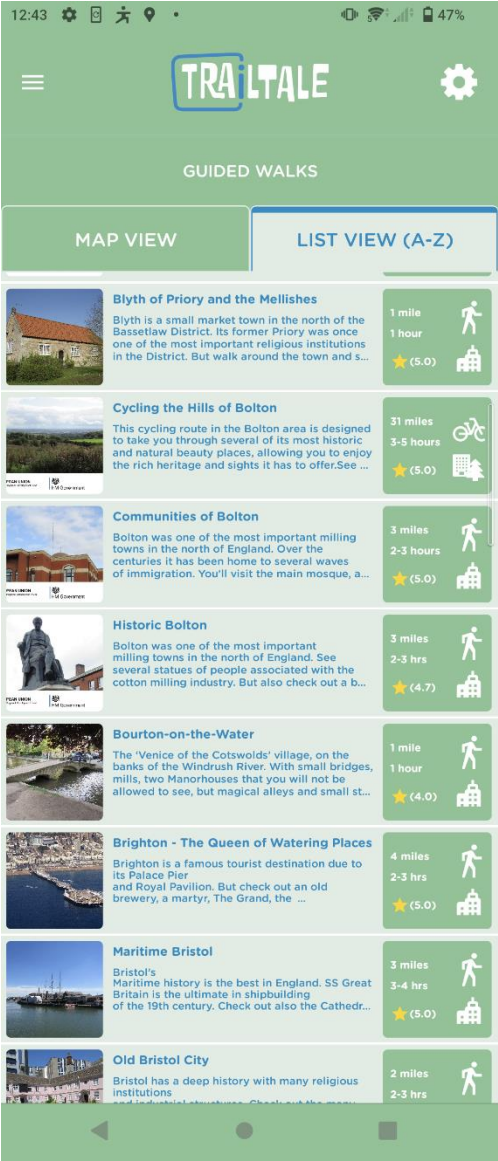 12:43
47%
TRAiLTALE
GUIDED WALKS
MAP VIEW
LIST VIEW (A-Z)
Blyth of Priory and the Mellishes
Blyth is a small market town in the north of the
Bassetlaw District. Its former Priory was once
one of the most important religious institutions
in the District. But walk around the town and s...
1 mile
1 hour
(5.0)
Cycling the Hills of Bolton
This cycling route in the Bolton area is designed
to take you through several of its most historic
and natural beauty places, allowing you to enjoy
the rich heritage and sights it has to offer.See ...
31 miles
3-5 hours
(5.0)
HM Government
Communities of Bolton
Bolton was one of the most important milling
towns in the north of England. Over the
centuries it has been home to several waves
of immigration. You'll visit the main mosque, a...
3 miles
2-3 hours
(5.0)
HM Government
Historic Bolton
Bolton was one of the most important
milling towns in the north of England. See
several statues of people associated with the
cotton milling industry. But also check out a b...
3 miles
2-3 hrs
(4.7)
HM Government
Bourton-on-the-Water
The 'Venice of the Cotswolds' village, on the
banks of the Windrush River. With small bridges,
mills, two Manorhouses that you will not be
allowed to see, but magical alleys and small st...
1 mile
1 hour
(4.0)
Brighton - The Queen of Watering Places
Brighton is a famous tourist destination due to
its Palace Pier
and Royal Pavilion. But check out an old
brewery, a martyr, The Grand, the ...
4 miles
2-3 hrs
(5.0)
Maritime Bristol
Bristol's
Maritime history is the best in England. SS Great
Britain is the ultimate in shipbuilding
of the 19th century. Check out also the Cathedr...
3 miles
3-4 hrs
(5.0)
Old Bristol City
Bristol has a deep history with many religious
institutions
and industrial structures. Check out the many
2 miles
2-3 hrs